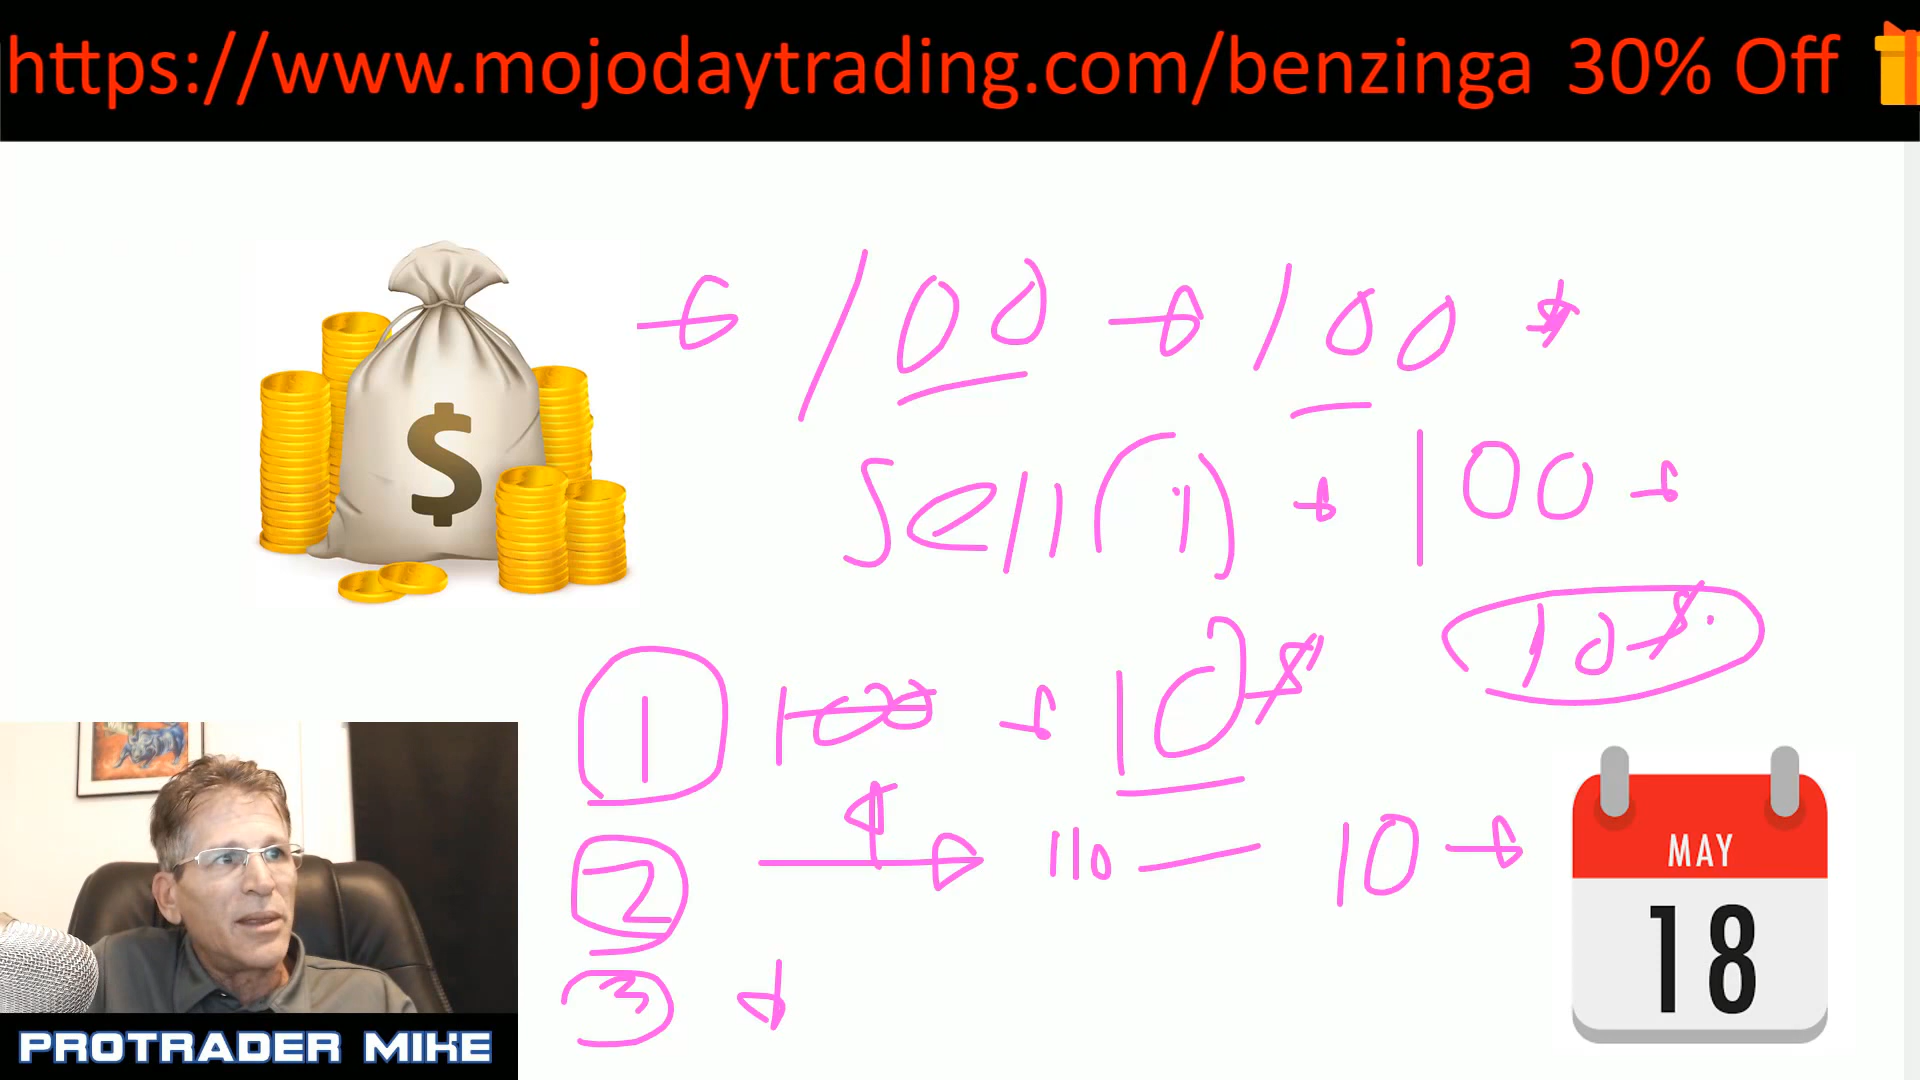 https://www.mojodaytrading.com/benzinga 30% Off
100 100 $
$
Sell (1) 100
10 $
1 100 10 $
2 110 — 10
MAY
18
3
PROTRADER MIKE